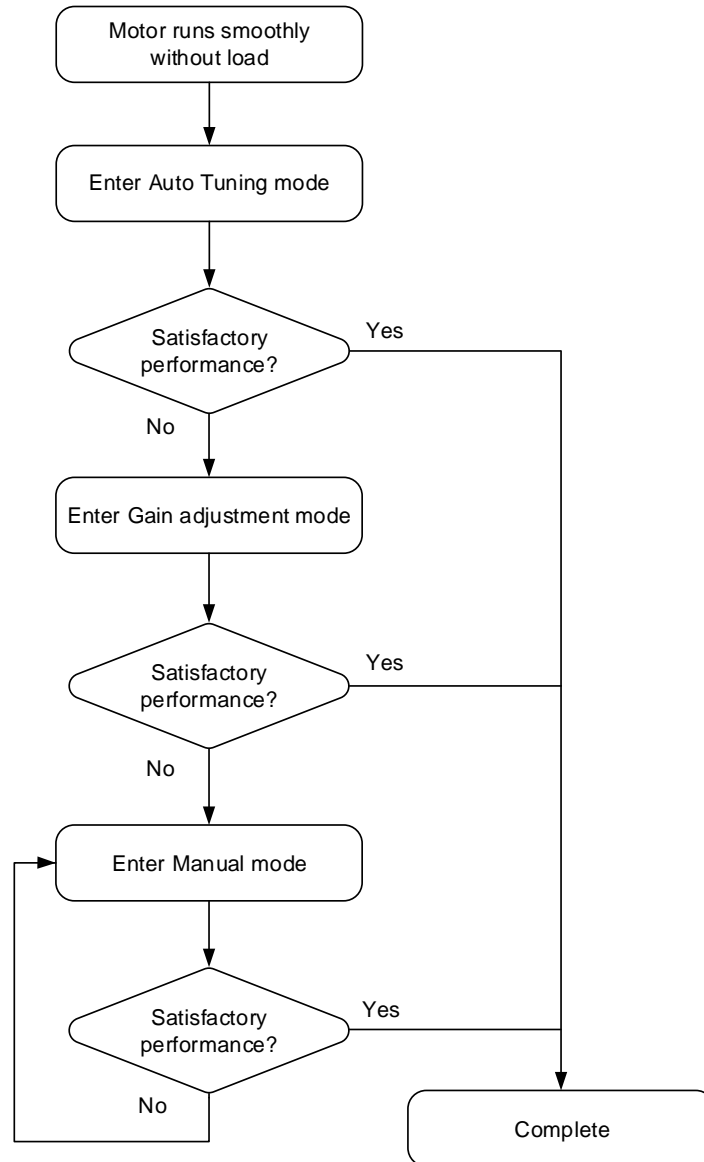 Motor runs smoothly
without load
Enter Auto Tuning mode
Satisfactory
performance?
Yes
No
Enter Gain adjustment mode
Satisfactory
performance?
Yes
No
Enter Manual mode
Satisfactory
performance?
Yes
No
Complete